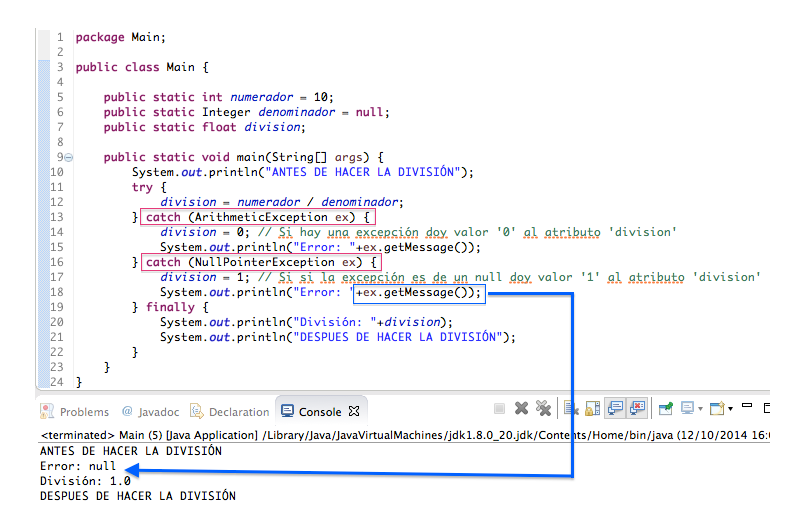 1 package Main;
2
3 public class Main {
4
5 public static int numerador = 10;
6 public static Integer denominador = null;
7 public static float division;
8
9 public static void main(String[] args) {
10 System.out.println("ANTES DE HACER LA DIVISIÓN");
11 try {
12 division = numerador / denominador;
13 } catch (ArithmeticException ex) {
14 division = 0; // Si hay una excepción doy valor '0' al atributo 'division'
15 System.out.println("Error: "+ex.getMessage());
16 } catch (NullPointerException ex) {
17 division = 1; // Si si la excepción es de un null doy valor '1' al atributo 'division'
18 System.out.println("Error: "+ex.getMessage());
19 } finally {
20 System.out.println("División: "+division);
21 System.out.println("DESPUES DE HACER LA DIVISIÓN");
22 }
23 }
24 }
Problems @ Javadoc Declaration Console
<terminated> Main (5) [Java Application] /Library/Java/JavaVirtualMachines/jdk1.8.0_20.jdk/Contents/Home/bin/java (12/10/2014 16:0
ANTES DE HACER LA DIVISIÓN
Error: null
División: 1.0
DESPUES DE HACER LA DIVISIÓN